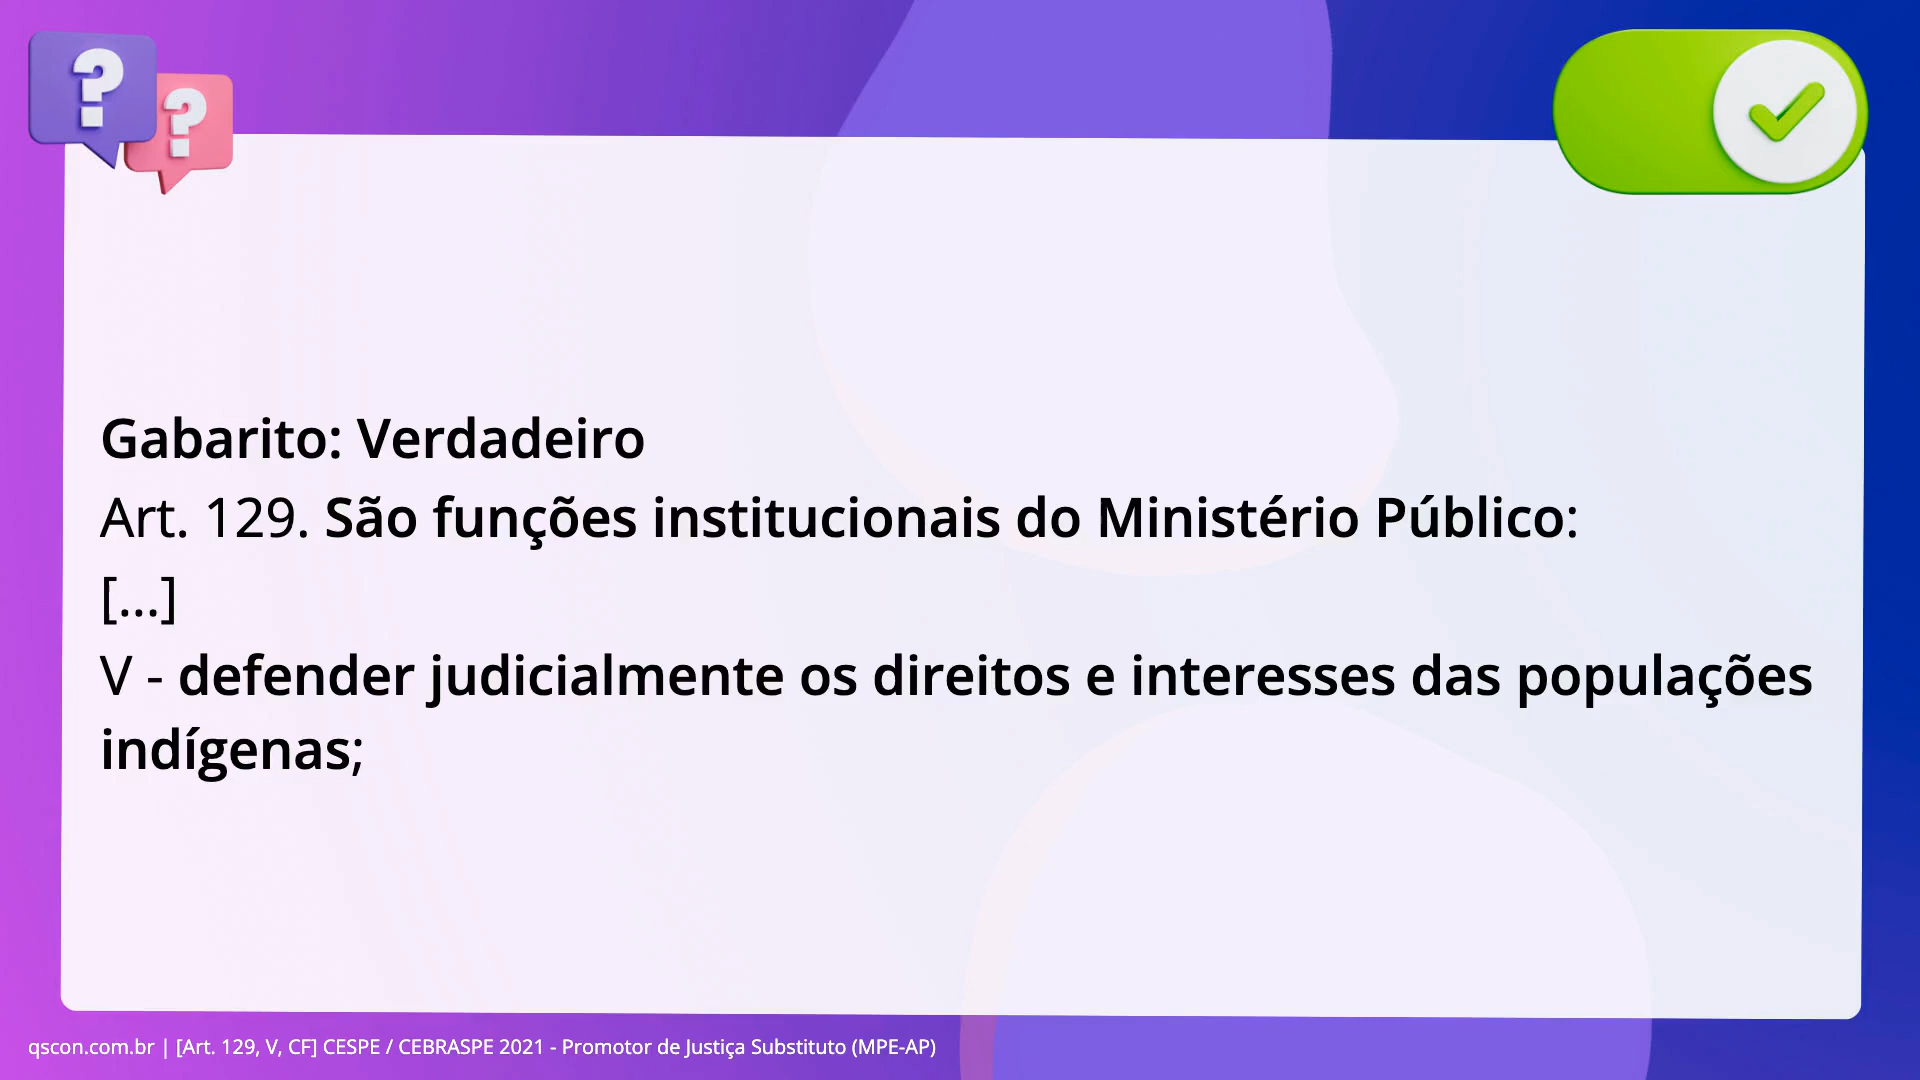 Gabarito: Verdadeiro
Art. 129. São funções institucionais do Ministério Público:
[...]
V - defender judicialmente os direitos e interesses das populações
indígenas;
qscon.com.br | [Art. 129, V, CF] CESPE / CEBRASPE 2021 - Promotor de Justiça Substituto (MPE-AP)